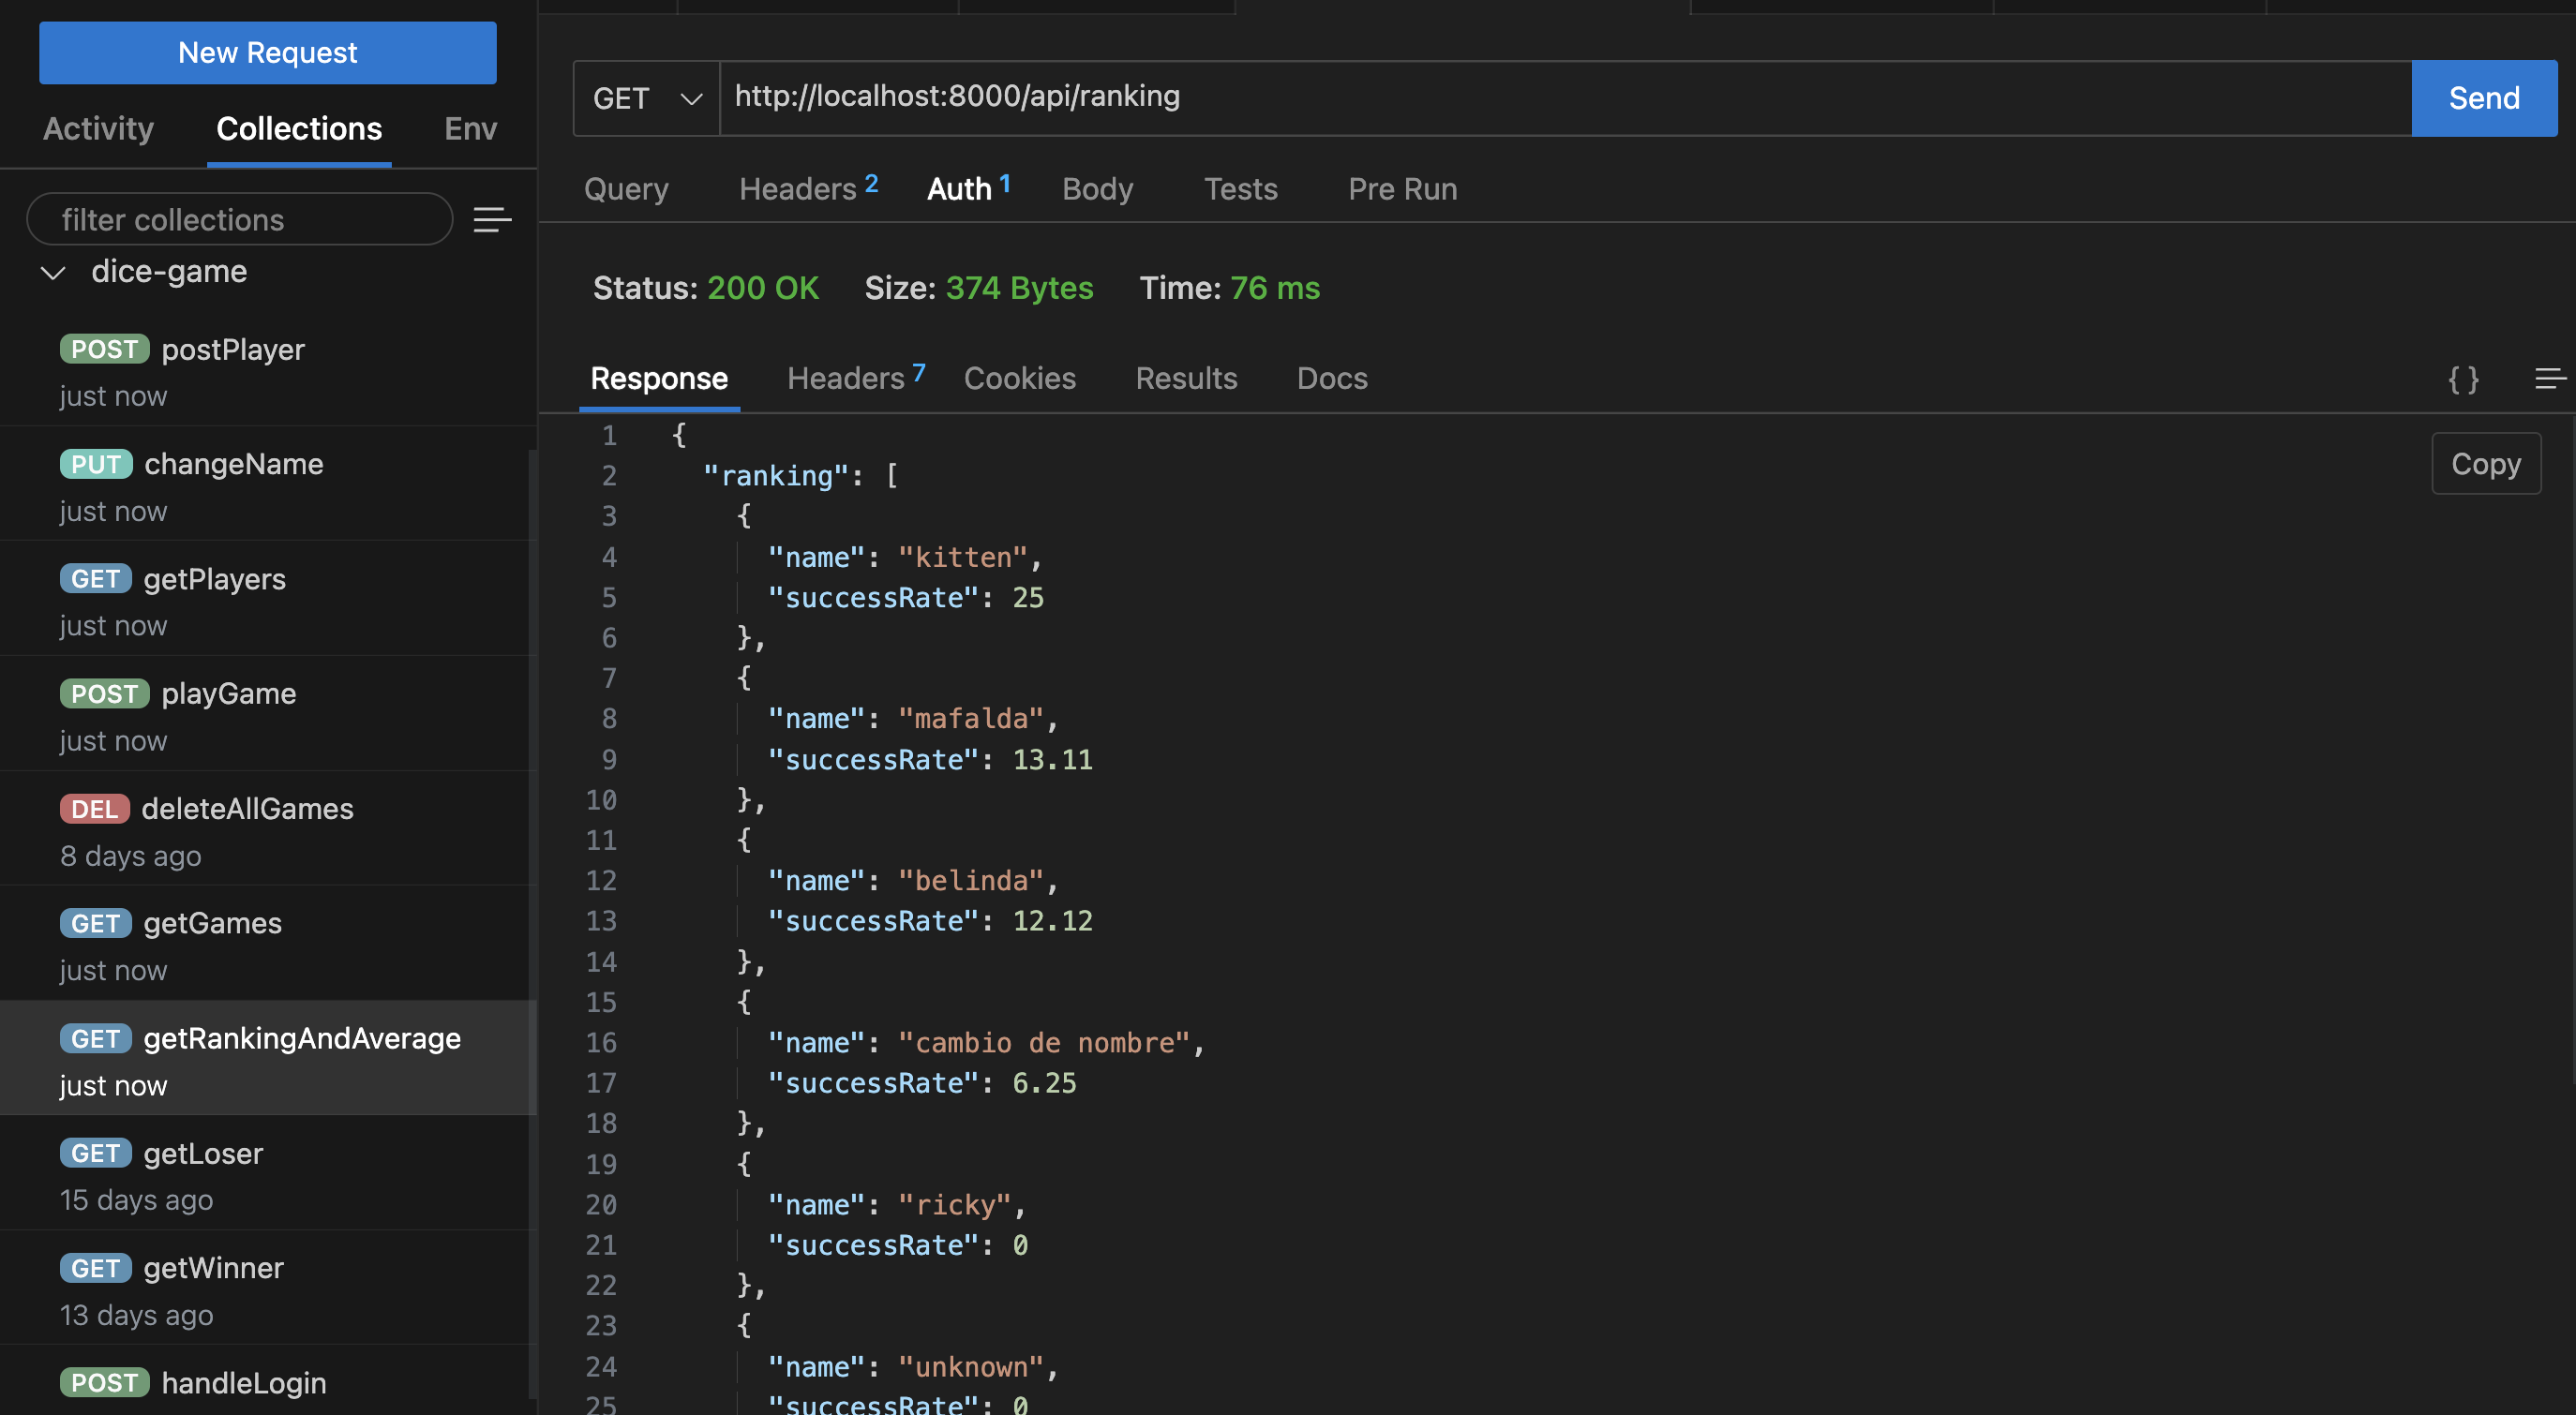 New Request
Activity Collections Env
filter collections
dice-game
POST postPlayer
just now
PUT changeName
just now
GET getPlayers
just now
POST playGame
just now
DEL deleteAllGames
8 days ago
GET getGames
just now
GET getRankingAndAverage
just now
GET getLoser
15 days ago
GET getWinner
13 days ago
POST handleLogin
GET http://localhost:8000/api/ranking Send
Query Headers 2 Auth 1 Body Tests Pre Run
Status: 200 OK Size: 374 Bytes Time: 76 ms
Response Headers 7 Cookies Results Docs { }
Copy
1 {
2 "ranking": [
3 {
4 "name": "kitten",
5 "successRate": 25
6 },
7 {
8 "name": "mafalda",
9 "successRate": 13.11
10 },
11 {
12 "name": "belinda",
13 "successRate": 12.12
14 },
15 {
16 "name": "cambio de nombre",
17 "successRate": 6.25
18 },
19 {
20 "name": "ricky",
21 "successRate": 0
22 },
23 {
24 "name": "unknown",
25 "successRate": 0